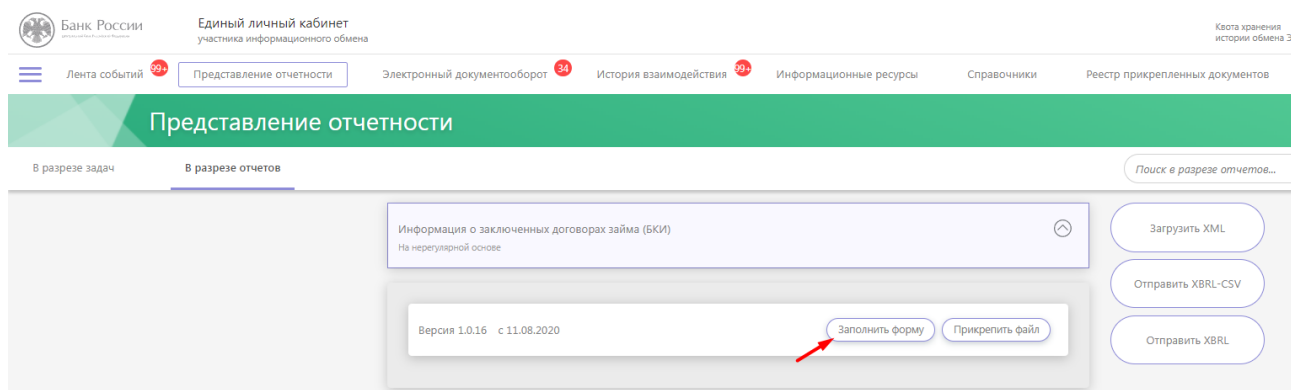 Банк России
Единый личный кабинет
участника информационного обмена
Квота хранения
истории обмена З
Лента событий 99+
Представление отчетности
Электронный документооборот 34
История взаимодействия 99+
Информационные ресурсы
Справочники
Реестр прикрепленных документов
Представление отчетности
В разрезе задач
В разрезе отчетов
Поиск в разрезе отчетов...
Информация о заключенных договорах займа (БКИ)
На нерегулярной основе
Загрузить XML
Отправить XBRL-CSV
Версия 1.0.16 с 11.08.2020
Заполнить форму
Прикрепить файл
Отправить XBRL